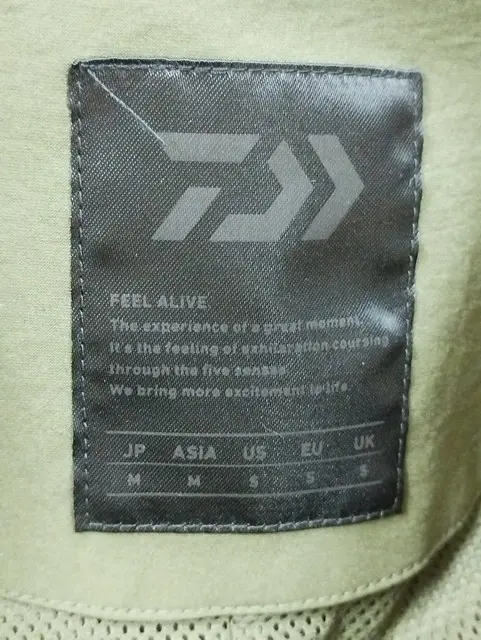 FEEL ALIVE
The experience of a great moment.
It's the feeling of exhilaration coursing
through the five senses.
We bring more excitement to life.
JP ASIA US EU UK
M M S S S